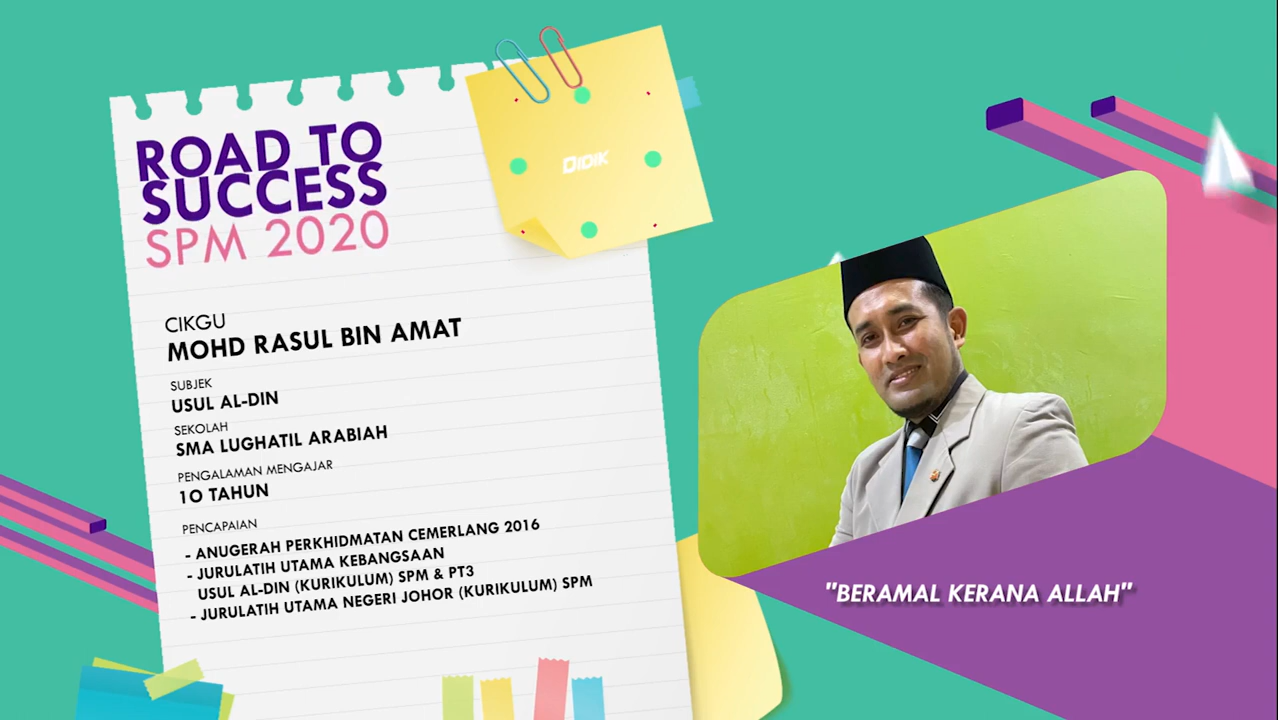 ROAD TO
SUCCESS
SPM 2020
DIDIK
CIKGU
MOHD RASUL BIN AMAT
SUBJEK
USUL AL-DIN
SEKOLAH
SMA LUGHATIL ARABIAH
PENGALAMAN MENGAJAR
10 TAHUN
PENCAPAIAN
- ANUGERAH PERKHIDMATAN CEMERLANG 2016
- JURULATIH UTAMA KEBANGSAAN
USUL AL-DIN (KURIKULUM) SPM & PT3
- JURULATIH UTAMA NEGERI JOHOR (KURIKULUM) SPM
"BERAMAL KERANA ALLAH"